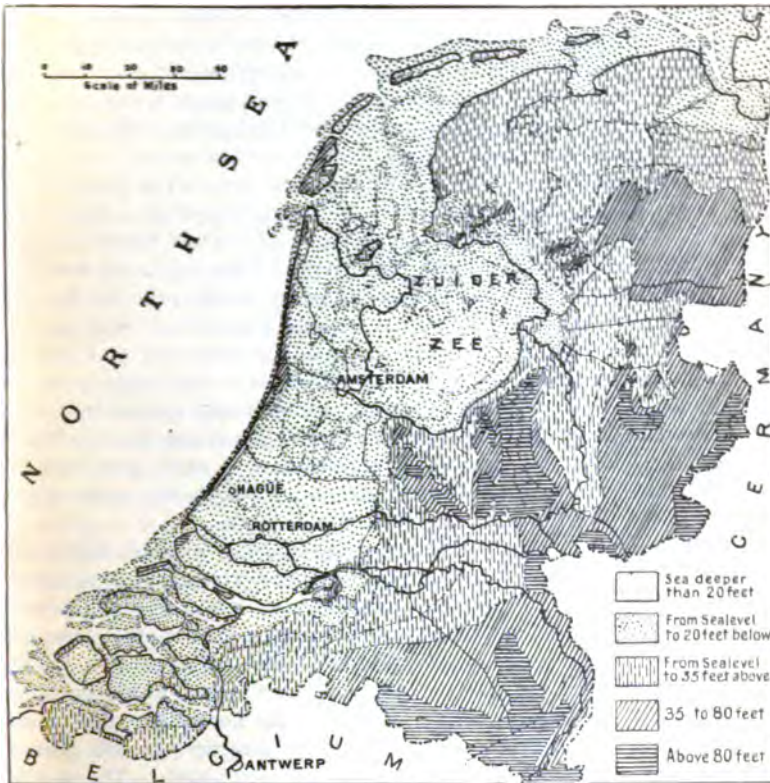 NORTH SEA
0 10 20 30 40
Scale of Miles
ZUIDER
ZEE
AMSTERDAM
HAGUE
ROTTERDAM
GERMANY
Sea deeper
than 20 feet
From Sealevel
to 20 feet below
From Sealevel
to 35 feet above
35 to 80 feet
Above 80 feet
BELGIUM
ANTWERP